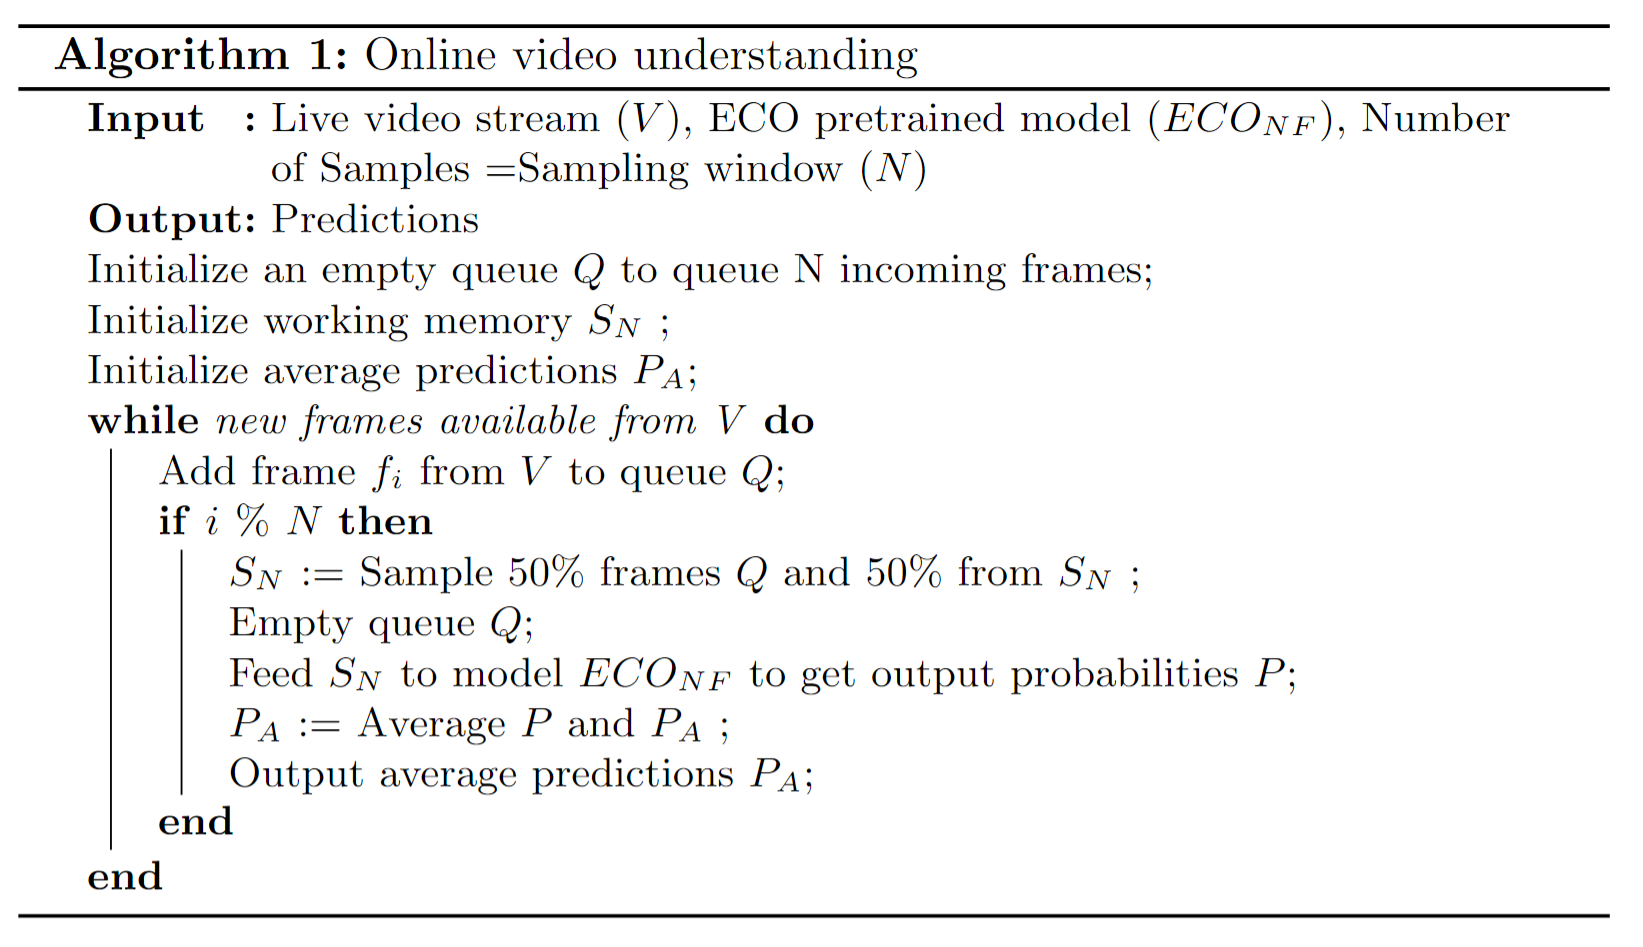 Algorithm 1: Online video understanding
Input : Live video stream (V), ECO pretrained model (ECO_NF), Number
of Samples =Sampling window (N)
Output: Predictions
Initialize an empty queue Q to queue N incoming frames;
Initialize working memory S_N ;
Initialize average predictions P_A;
while new frames available from V do
Add frame f_i from V to queue Q;
if i % N then
S_N := Sample 50% frames Q and 50% from S_N ;
Empty queue Q;
Feed S_N to model ECO_NF to get output probabilities P;
P_A := Average P and P_A ;
Output average predictions P_A;
end
end